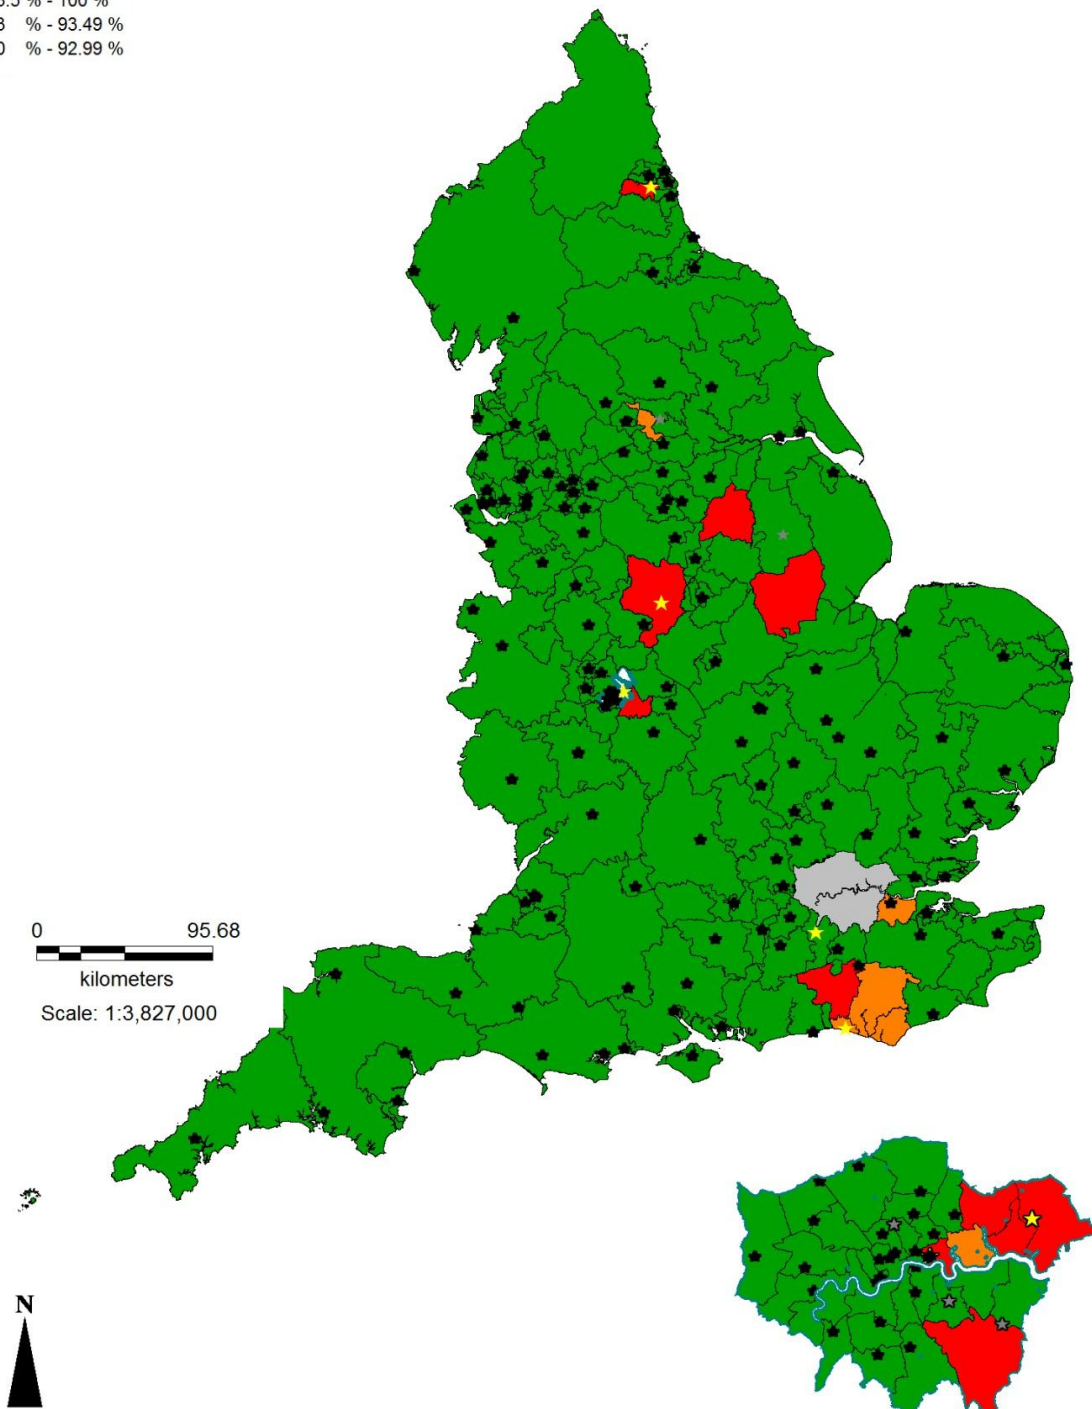 % - 100 %
% - 93.49 %
% - 92.99 %
0 95.68
kilometers
Scale: 1:3,827,000
N